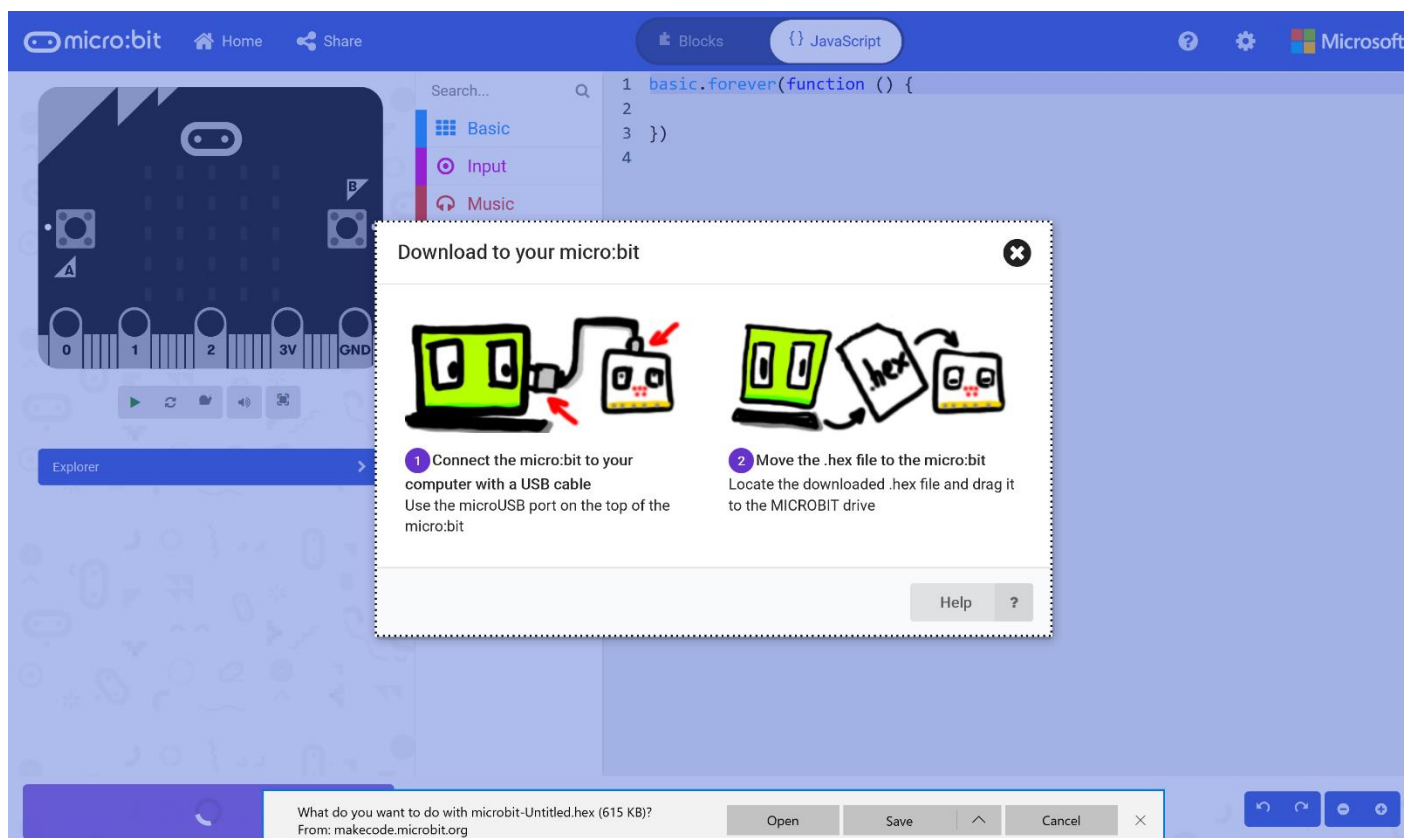 micro:bit Home Share Blocks {} JavaScript ? Microsoft
Search...
Basic
Input
Music
1 basic.forever(function () {
2
3 })
4
B
A
0 1 2 3V GND
Explorer
Download to your micro:bit
.hex
1 Connect the micro:bit to your
computer with a USB cable
Use the microUSB port on the top of the
micro:bit
2 Move the .hex file to the micro:bit
Locate the downloaded .hex file and drag it
to the MICROBIT drive
Help ?
What do you want to do with microbit-Untitled.hex (615 KB)?
From: makecode.microbit.org
Open Save Cancel